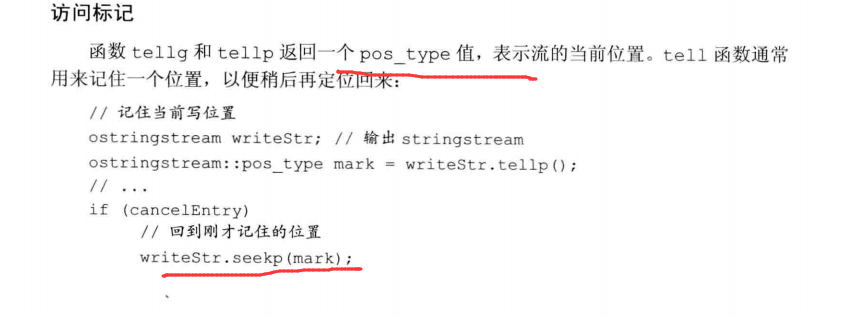 访问标记
函数 tellg 和 tellp 返回一个 pos_type 值，表示流的当前位置。tell 函数通常
用来记住一个位置，以便稍后再定位回来：
// 记住当前写位置
ostringstream writeStr; // 输出 stringstream
ostringstream::pos_type mark = writeStr.tellp();
// ...
if (cancelEntry)
// 回到刚才记住的位置
writeStr.seekp(mark);